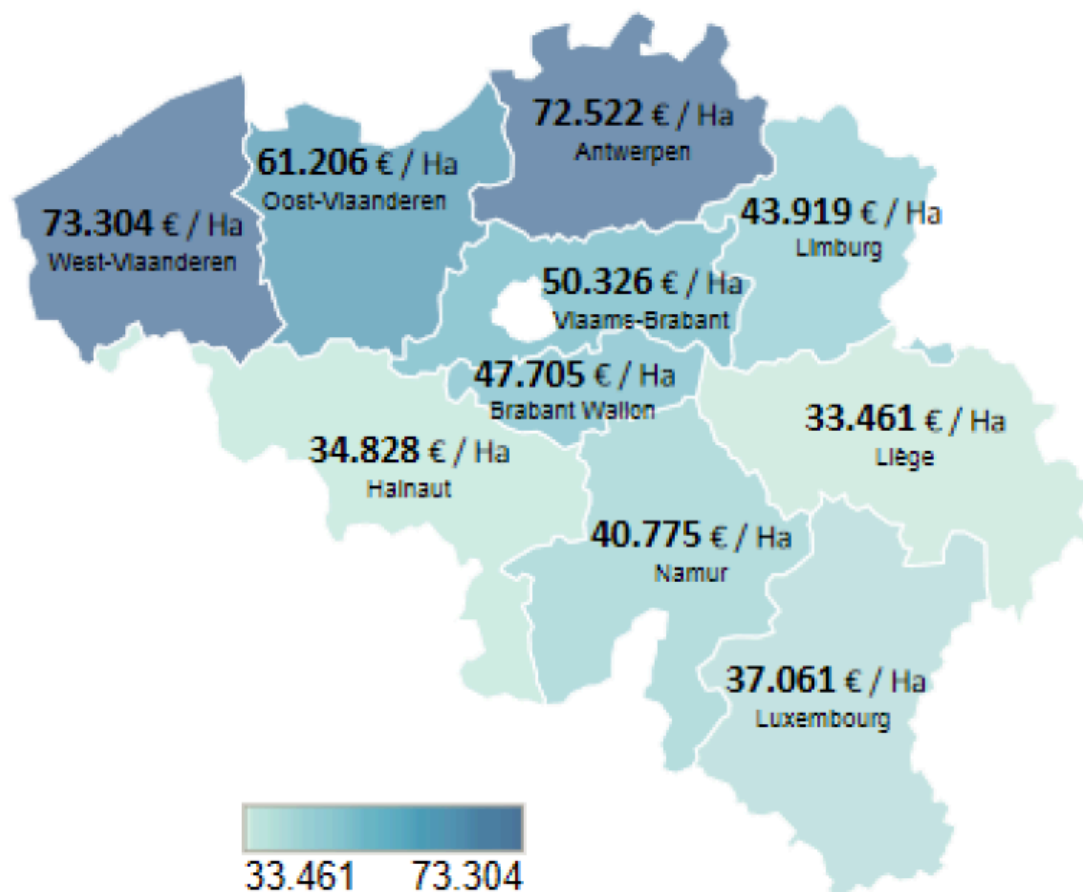 72.522 € / Ha
Antwerpen
61.206 € / Ha
Oost-Vlaanderen
73.304 € / Ha
West-Vlaanderen
43.919 € / Ha
Limburg
50.326 € / Ha
Vlaams-Brabant
47.705 € / Ha
Brabant Wallon
33.461 € / Ha
Liège
34.828 € / Ha
Hainaut
40.775 € / Ha
Namur
37.061 € / Ha
Luxembourg
33.461 73.304